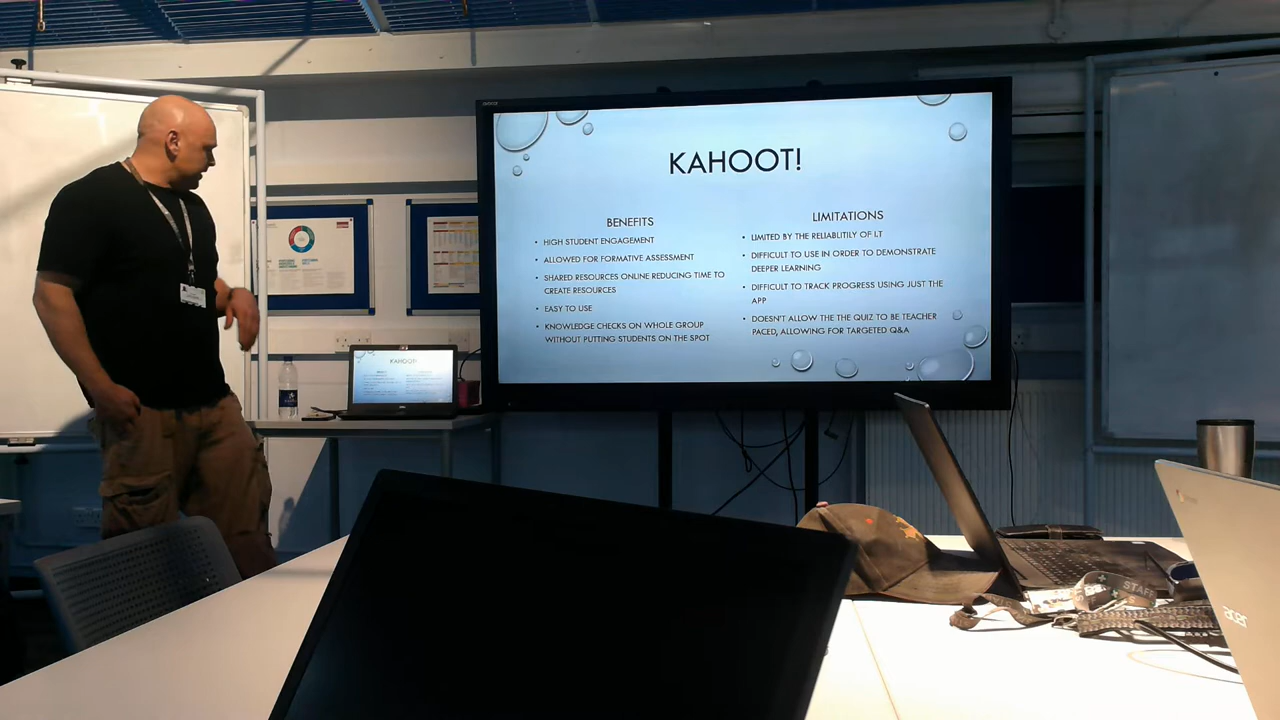 KAHOOT!
BENEFITS
• HIGH STUDENT ENGAGEMENT
• ALLOWED FOR FORMATIVE ASSESSMENT
• SHARED RESOURCES ONLINE REDUCING TIME TO
CREATE RESOURCES
• EASY TO USE
• KNOWLEDGE CHECKS ON WHOLE GROUP
WITHOUT PUTTING STUDENTS ON THE SPOT
LIMITATIONS
• LIMITED BY THE RELIABLITILY OF LT
• DIFFICULT TO USE IN ORDER TO DEMONSTRATE
DEEPER LEARNING
• DIFFICULT TO TRACK PROGRESS USING JUST THE
APP
• DOESN'T ALLOW THE THE QUIZ TO BE TEACHER
PACED, ALLOWING FOR TARGETED Q&A
KAHOOT!
STAFF
acer